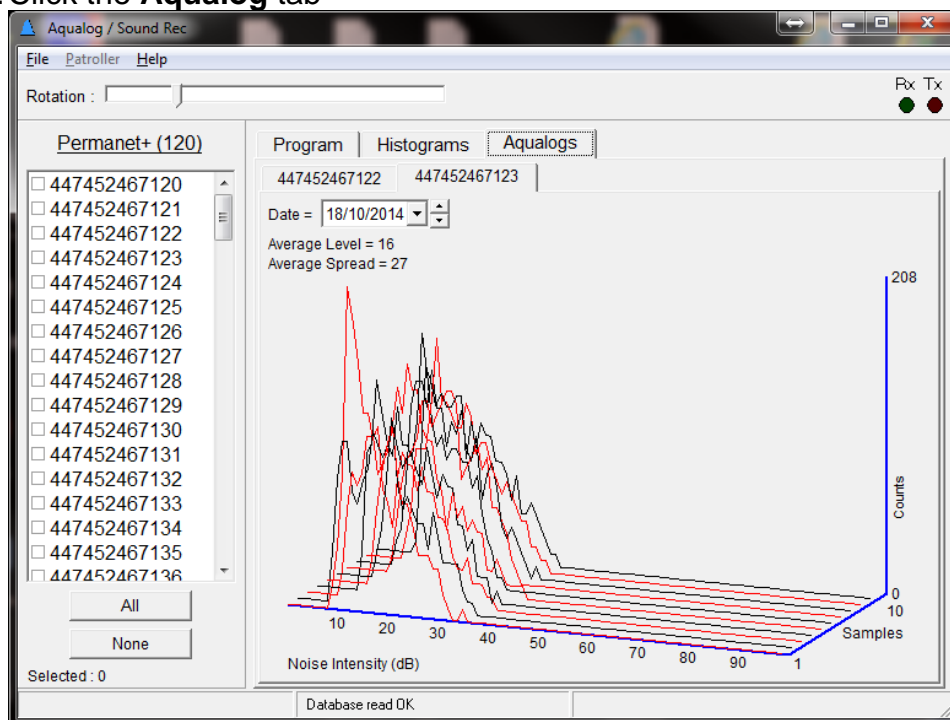 Click the Aqualog tab
Aqualog / Sound Rec
File Patroller Help
Rotation :
Rx Tx
Permanet+ (120)
447452467120
447452467121
447452467122
447452467123
447452467124
447452467125
447452467126
447452467127
447452467128
447452467129
447452467130
447452467131
447452467132
447452467133
447452467134
447452467135
447452467136
All
None
Selected : 0
Program Histograms Aqualogs
447452467122 447452467123
Date = 18/10/2014
Average Level = 16
Average Spread = 27
208
Counts
0
10
Samples
1
10 20 30 40 50 60 70 80 90
Noise Intensity (dB)
Database read OK